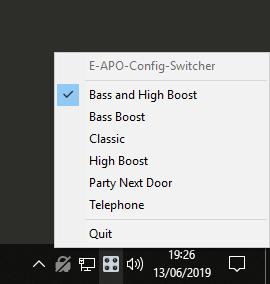 E-APO-Config-Switcher
Bass and High Boost
Bass Boost
Classic
High Boost
Party Next Door
Telephone
Quit
19:26
13/06/2019